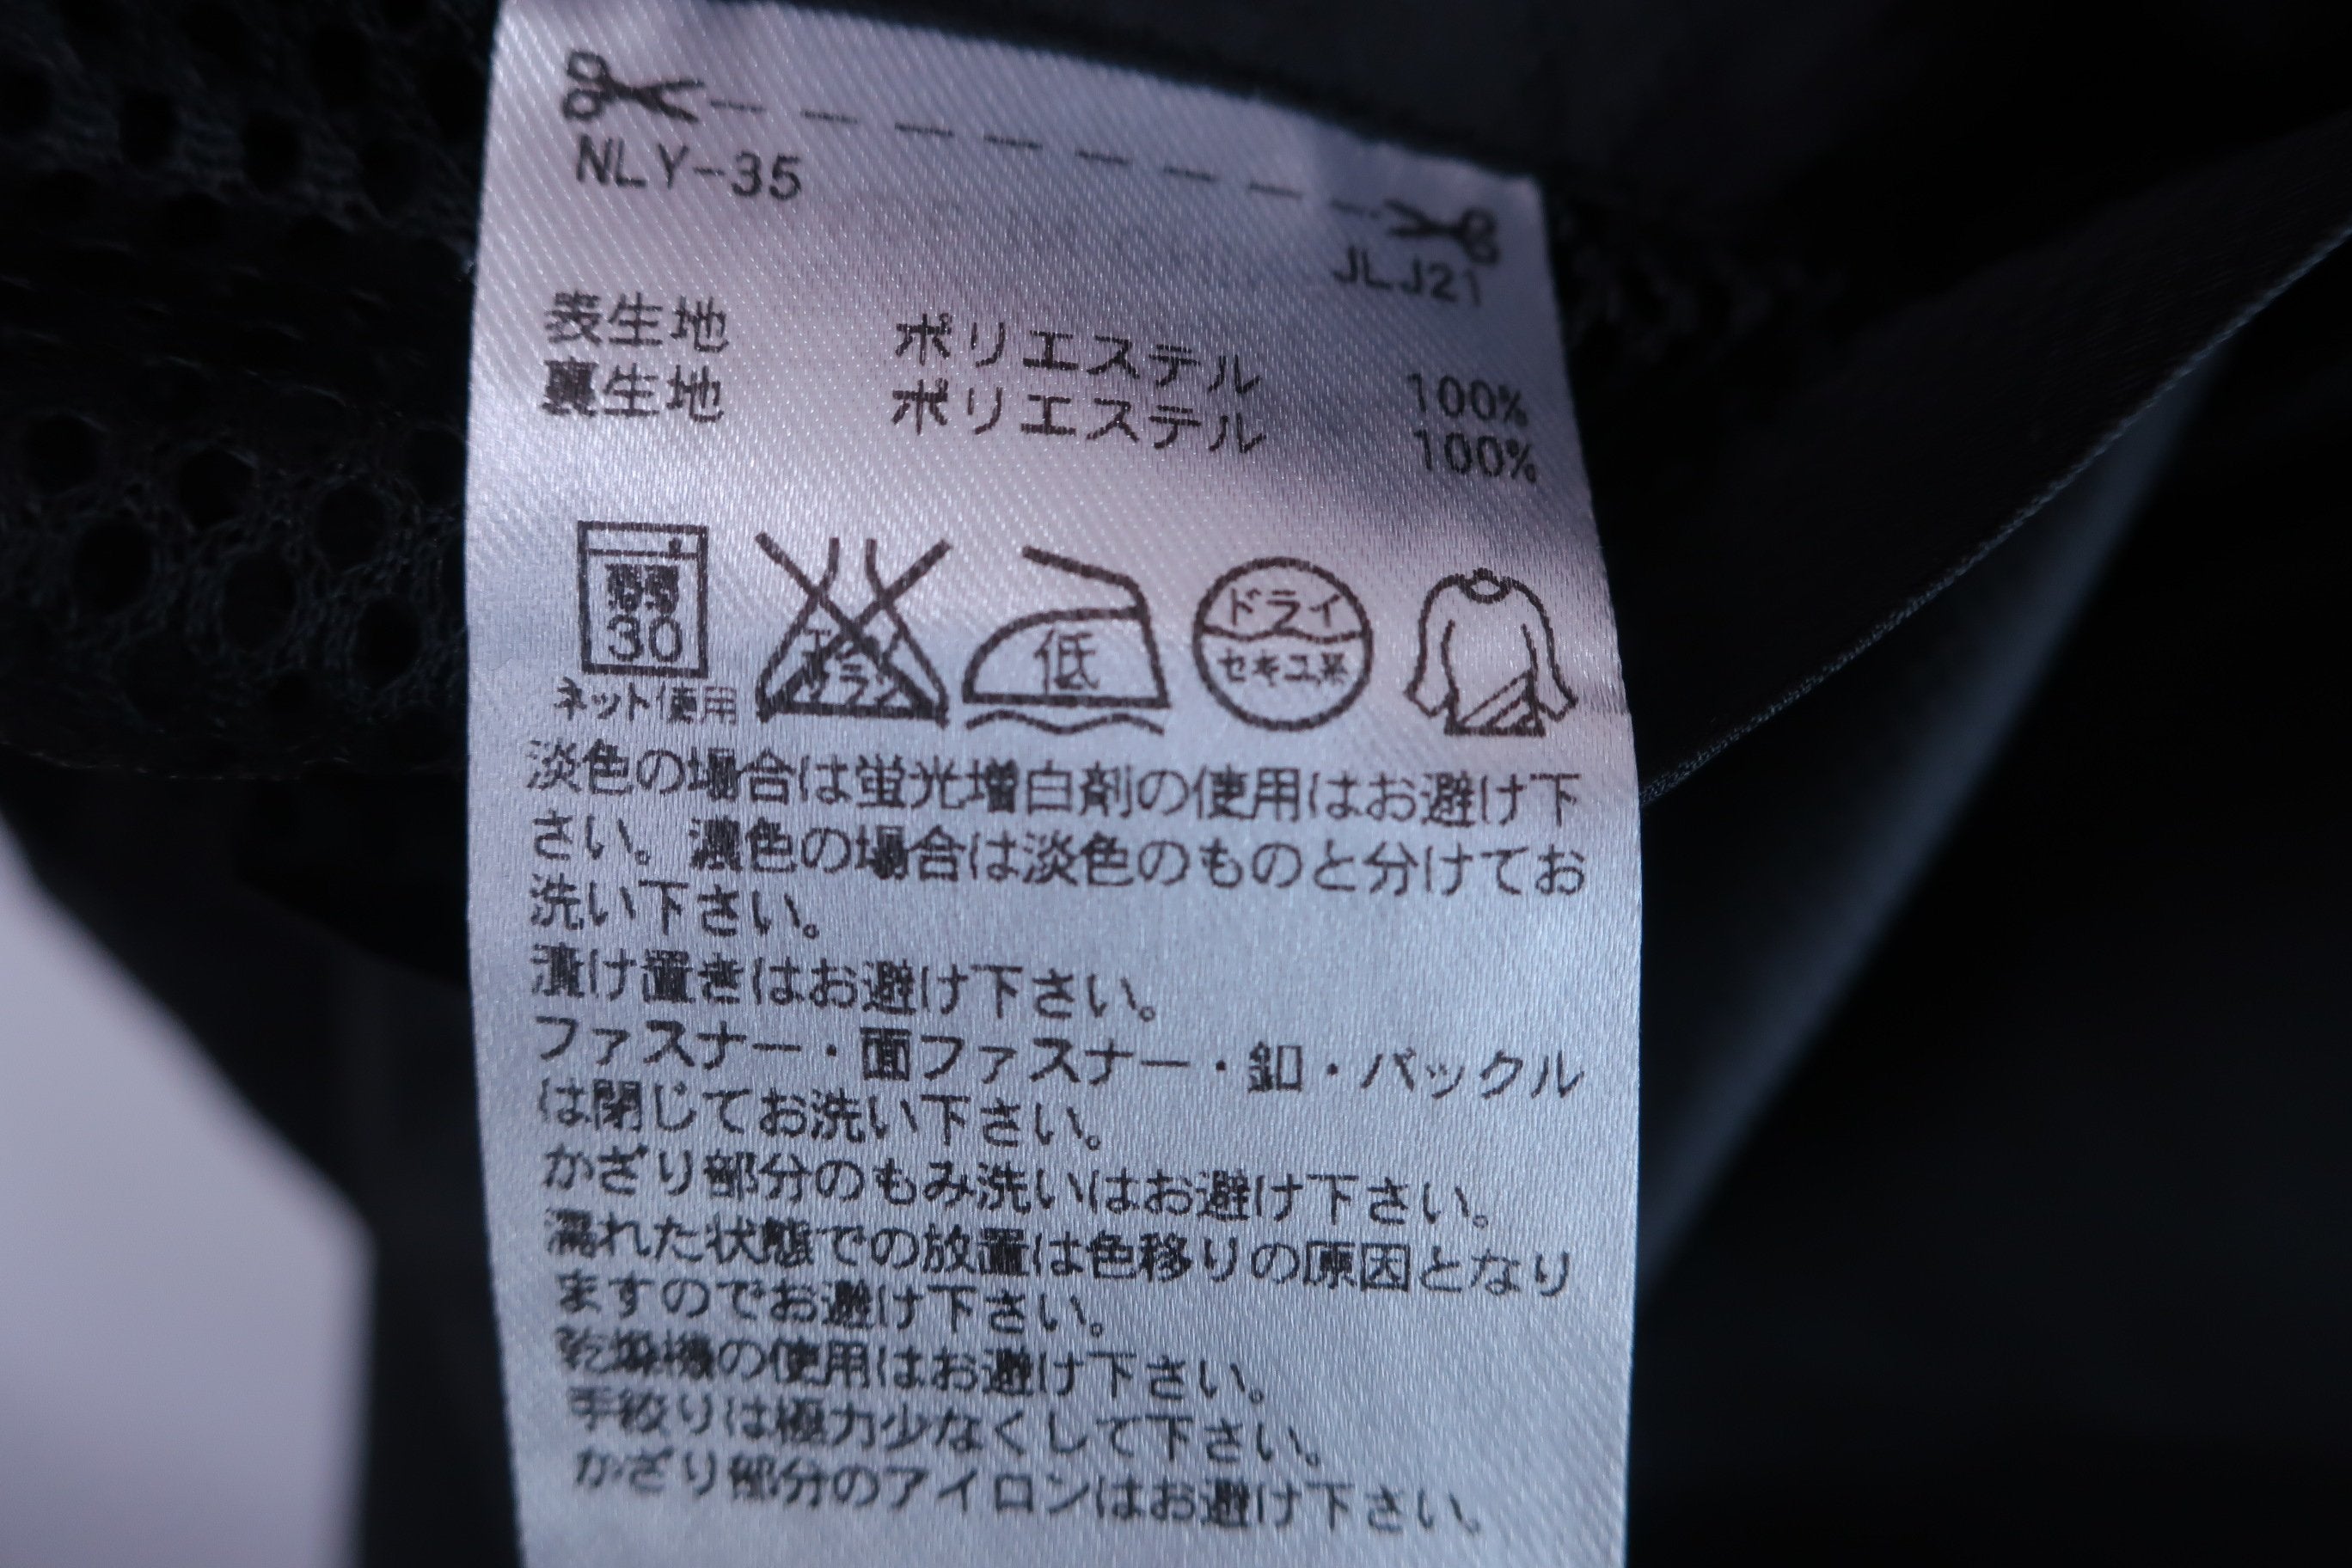 NLY-35
JLJ21
表生地 ポリエステル 100%
裏生地 ポリエステル 100%
弱
30
ネット使用
エンソ
サラシ
低
ドライ
セキユ系
淡色の場合は蛍光増白剤の使用はお避け下
さい。濃色の場合は淡色のものと分けてお
洗い下さい。
漬け置きはお避け下さい。
ファスナー・面ファスナー・釦・バックル
は閉じてお洗い下さい。
かざり部分のもみ洗いはお避け下さい。
濡れた状態での放置は色移りの原因となり
ますのでお避け下さい。
乾燥機の使用はお避け下さい。
手絞りは極力少なくして下さい。
かざり部分のアイロンはお避け下さい。